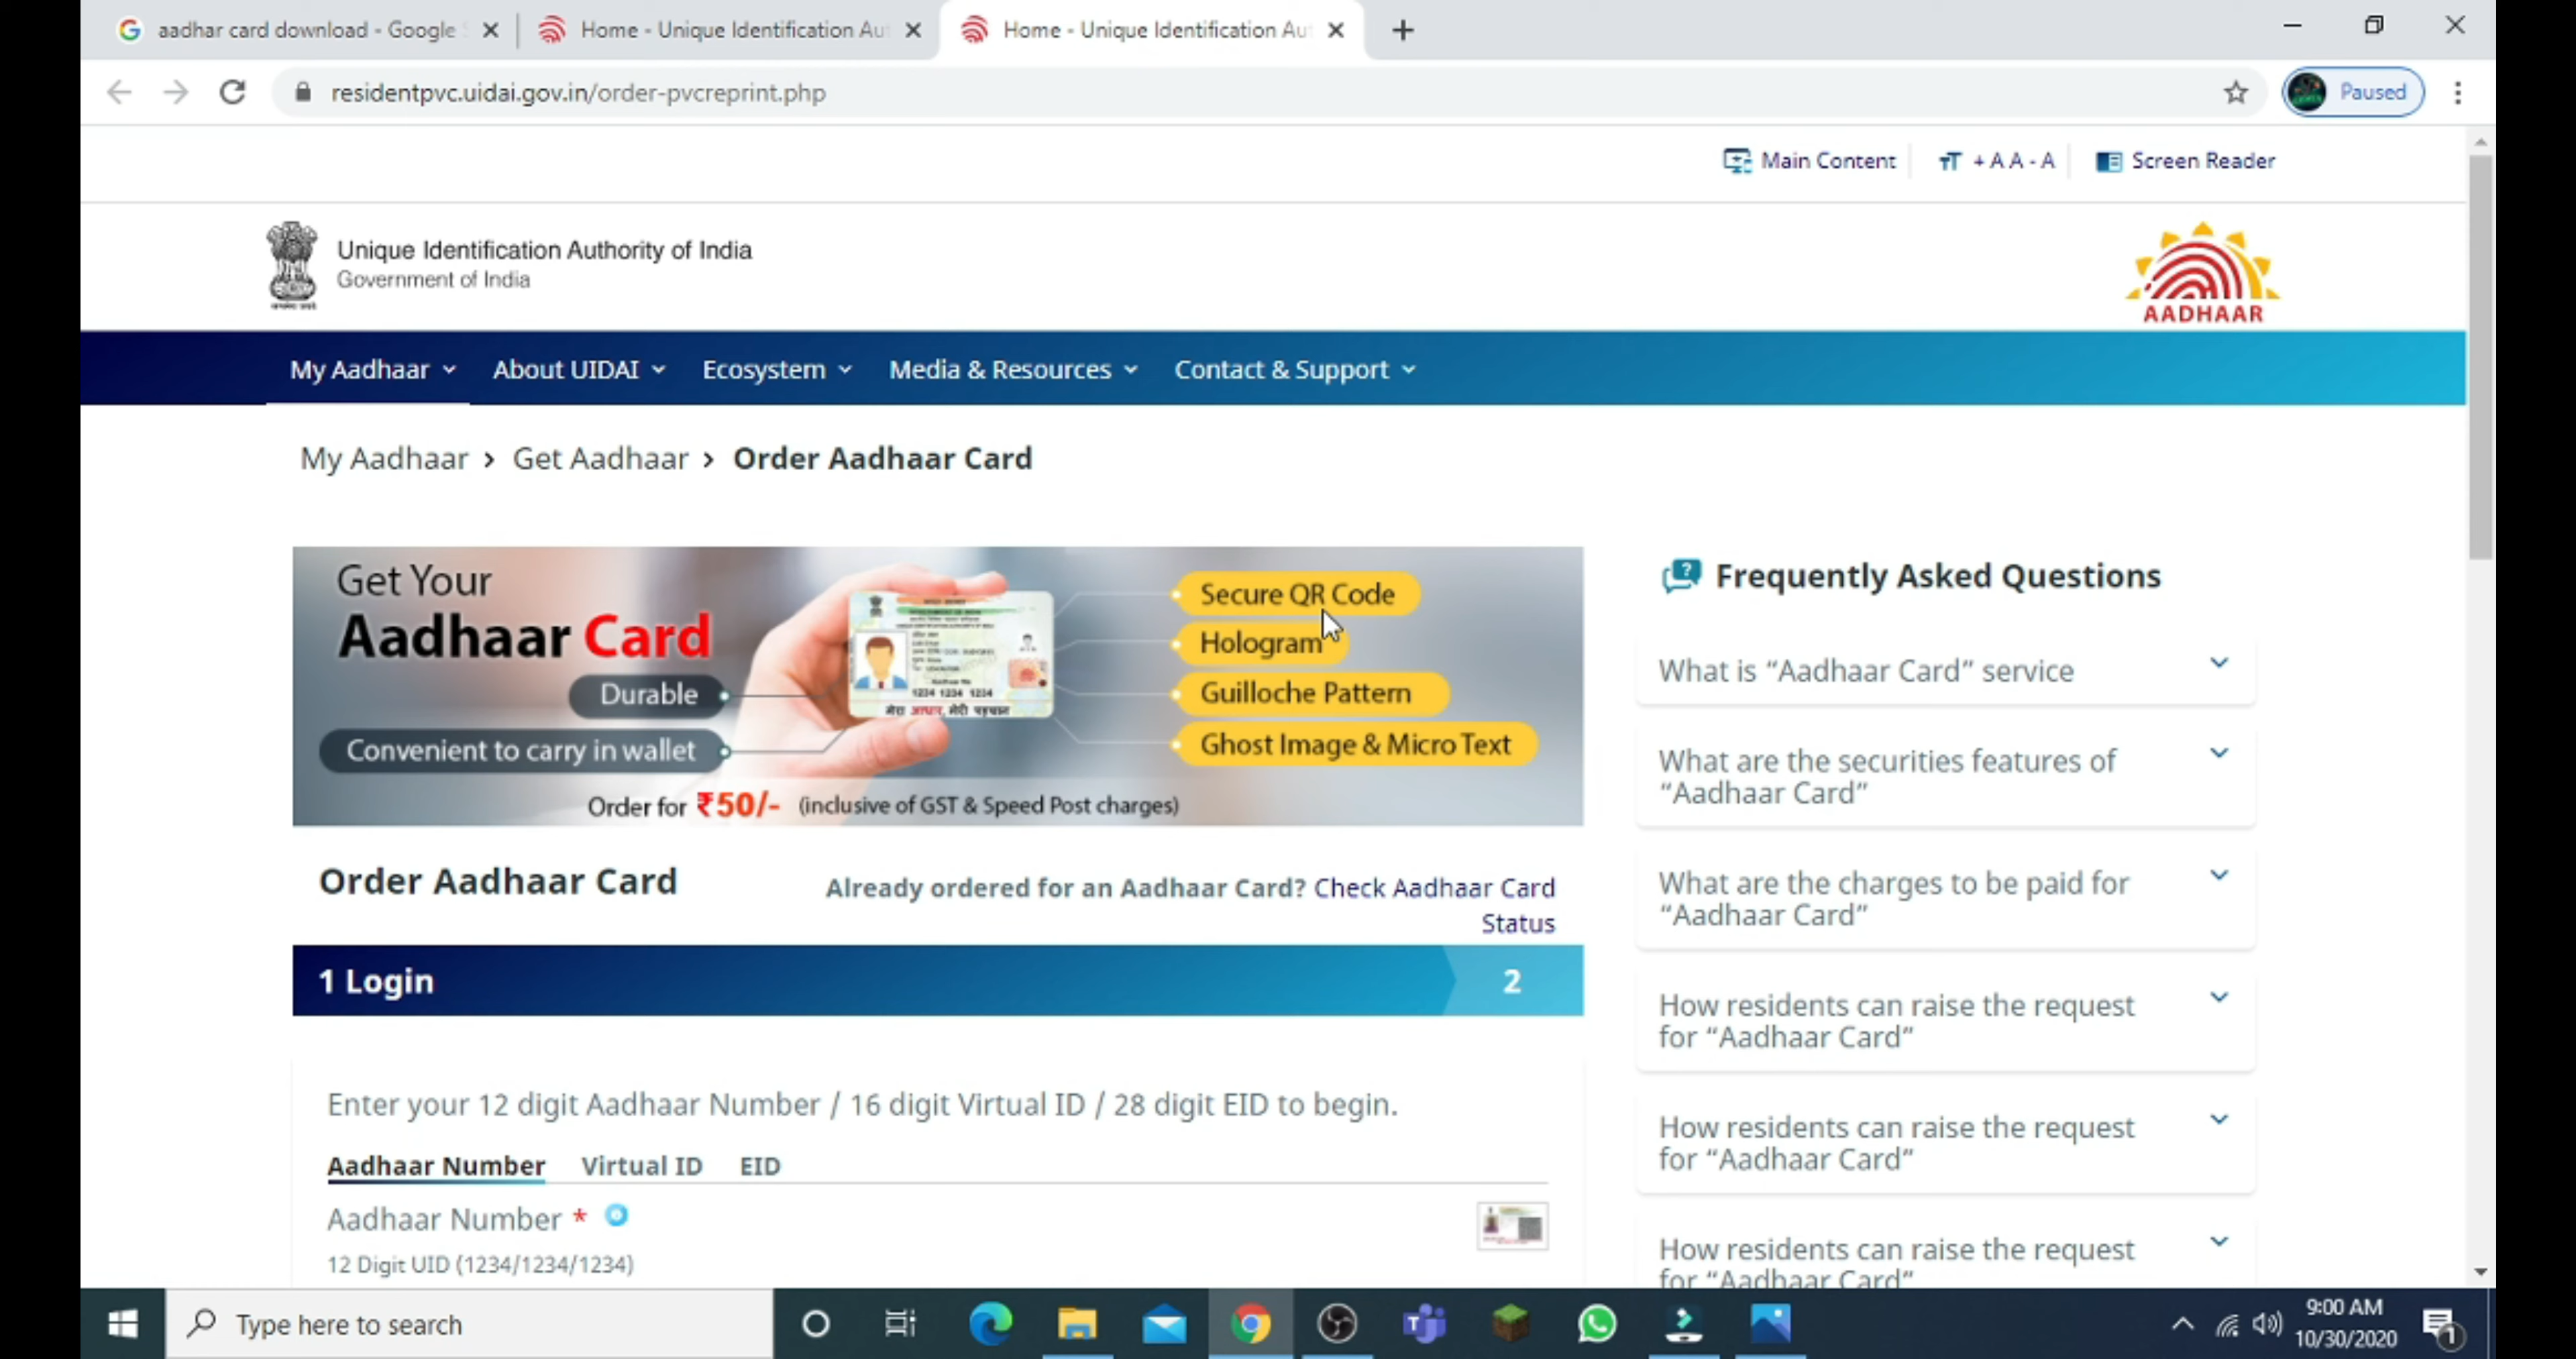 aadhar card download - Google
Home - Unique Identification Au
Home - Unique Identification Au
residentpvc.uidai.gov.in/order-pvcreprint.php
Paused
Main Content
+ A A - A
Screen Reader
Unique Identification Authority of India
Government of India
AADHAAR
My Aadhaar
About UIDAI
Ecosystem
Media & Resources
Contact & Support
My Aadhaar > Get Aadhaar > Order Aadhaar Card
Get Your
Aadhaar Card
Durable
Convenient to carry in wallet
1234 1234 1234
मेरा आधार, मेरी पहचान
Secure QR Code
Hologram
Guilloche Pattern
Ghost Image & Micro Text
Order for ₹50/- (inclusive of GST & Speed Post charges)
Order Aadhaar Card
Already ordered for an Aadhaar Card? Check Aadhaar Card
Status
1 Login
2
Enter your 12 digit Aadhaar Number / 16 digit Virtual ID / 28 digit EID to begin.
Aadhaar Number Virtual ID EID
Aadhaar Number *
12 Digit UID (1234/1234/1234)
Frequently Asked Questions
What is “Aadhaar Card” service
What are the securities features of
“Aadhaar Card”
What are the charges to be paid for
“Aadhaar Card”
How residents can raise the request
for “Aadhaar Card”
How residents can raise the request
for “Aadhaar Card”
How residents can raise the request
for “Aadhaar Card”
Type here to search
9:00 AM
10/30/2020
1